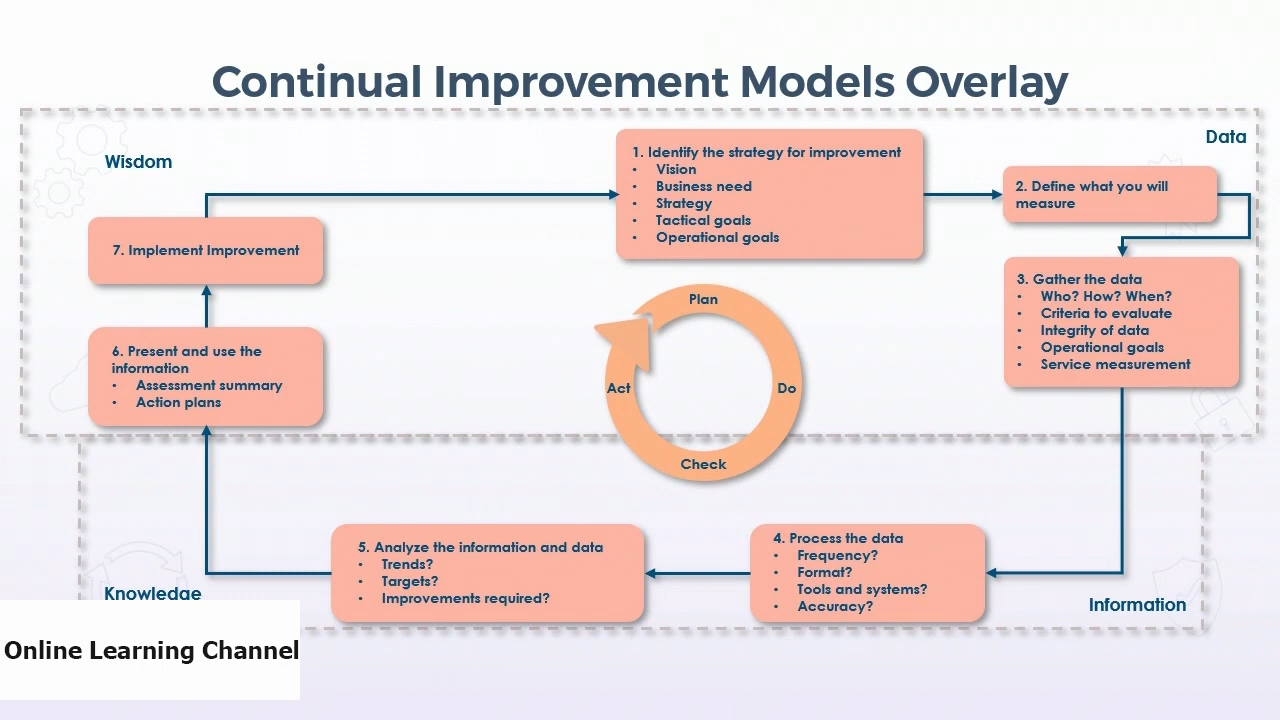 Continual Improvement Models Overlay
Wisdom
Data
1. Identify the strategy for improvement
• Vision
• Business need
• Strategy
• Tactical goals
• Operational goals
2. Define what you will
measure
3. Gather the data
• Who? How? When?
• Criteria to evaluate
• Integrity of data
• Operational goals
• Service measurement
7. Implement Improvement
6. Present and use the
information
• Assessment summary
• Action plans
Plan
Act
Do
Check
5. Analyze the information and data
• Trends?
• Targets?
• Improvements required?
4. Process the data
• Frequency?
• Format?
• Tools and systems?
• Accuracy?
Knowledge
Information
Online Learning Channel